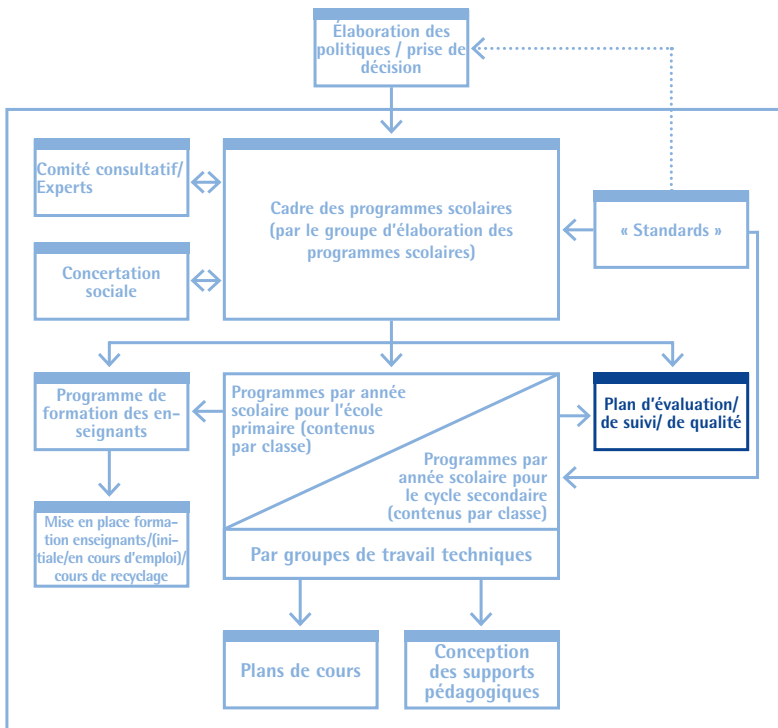 Élaboration des
politiques / prise de
décision
Comité consultatif/
Experts
Cadre des programmes scolaires
(par le groupe d'élaboration des
programmes scolaires)
« Standards »
Concertation
sociale
Programme de
formation des en-
seignants
Programmes par année
scolaire pour l'école
primaire (contenus
par classe)
Programmes par
année scolaire pour
le cycle secondaire
(contenus par classe)
Plan d'évaluation/
de suivi/ de qualité
Mise en place forma-
tion enseignants/(ini-
tiale/en cours d'emploi)/
cours de recyclage
Par groupes de travail techniques
Plans de cours
Conception
des supports
pédagogiques